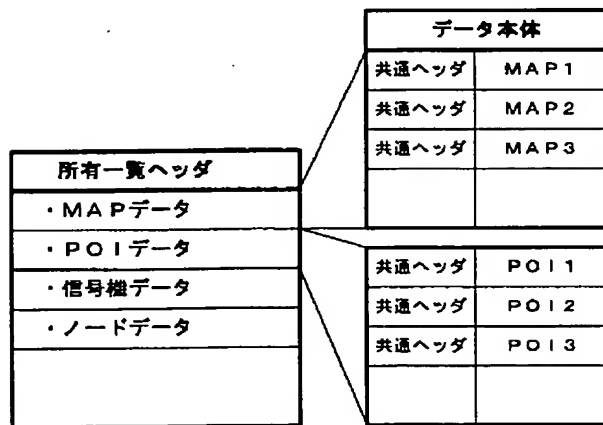 データ本体
共通ヘッダ MAP1
共通ヘッダ MAP2
共通ヘッダ MAP3
所有一覧ヘッダ
・MAPデータ
・POIデータ
・信号機データ
・ノードデータ
共通ヘッダ POI1
共通ヘッダ POI2
共通ヘッダ POI3